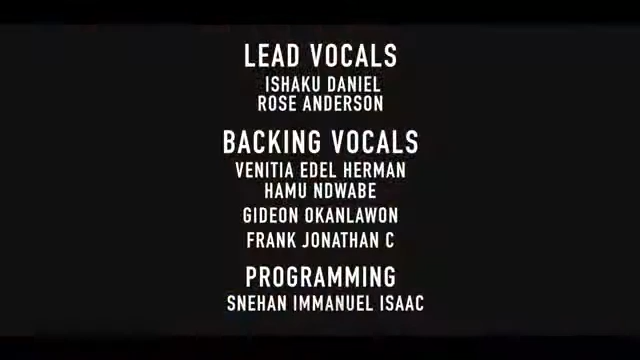 LEAD VOCALS
ISHAKU DANIEL
ROSE ANDERSON
BACKING VOCALS
VENITIA EDEL HERMAN
HAMU NDWABE
GIDEON OKANLAWON
FRANK JONATHAN C
PROGRAMMING
SNEHAN IMMANUEL ISAAC